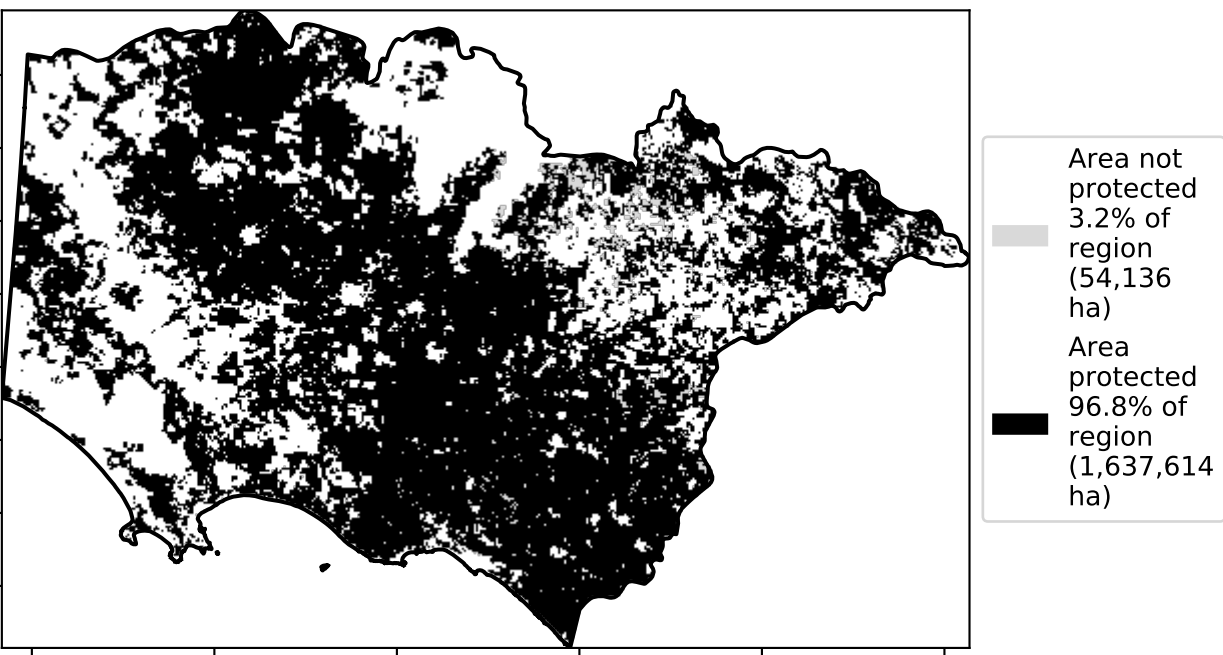 Area not
protected
3.2% of
region
(54,136
ha)
Area
protected
96.8% of
region
(1,637,614
ha)